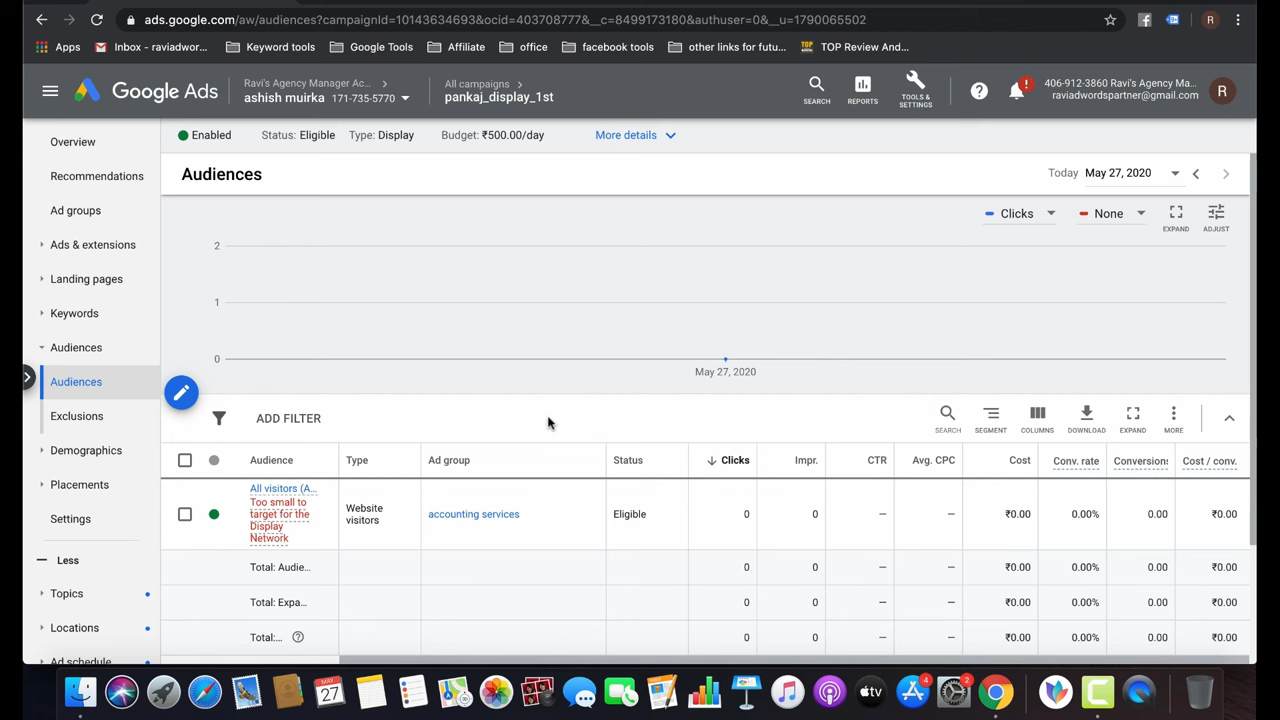 ads.google.com/aw/audiences?campaignId=10143634693&ocid=403708777&__c=8499173180&authuser=0&__u=1790065502
R
Apps
Inbox - raviadwor...
Keyword tools
Google Tools
Affiliate
office
facebook tools
other links for futu...
TOP Review And...
Google Ads
Ravi's Agency Manager Ac...
ashish muirka 171-735-5770
All campaigns
pankaj_display_1st
SEARCH
REPORTS
TOOLS & SETTINGS
!
406-912-3860 Ravi's Agency Ma...
raviadwordspartner@gmail.com
R
Enabled
Status: Eligible
Type: Display
Budget: ₹500.00/day
More details
Overview
Recommendations
Ad groups
Ads & extensions
Landing pages
Keywords
Audiences
Audiences
Exclusions
Demographics
Placements
Settings
Less
Topics
Locations
Ad schedule
Audiences
Today May 27, 2020
Clicks
None
EXPAND
ADJUST
2
1
0
May 27, 2020
ADD FILTER
SEARCH
SEGMENT
COLUMNS
DOWNLOAD
EXPAND
MORE
Audience Type Ad group Status Clicks Impr. CTR Avg. CPC Cost Conv. rate Conversions Cost / conv.
All visitors (A...
Too small to
target for the
Display
Network
Website
visitors
accounting services Eligible 0 0 – – ₹0.00 0.00% 0.00 ₹0.00
Total: Audie... 0 0 – – ₹0.00 0.00% 0.00 ₹0.00
Total: Expa... 0 0 – – ₹0.00 0.00% 0.00 ₹0.00
Total:... 0 0 – – ₹0.00 0.00% 0.00 ₹0.00
MAY
27
tv
4
2